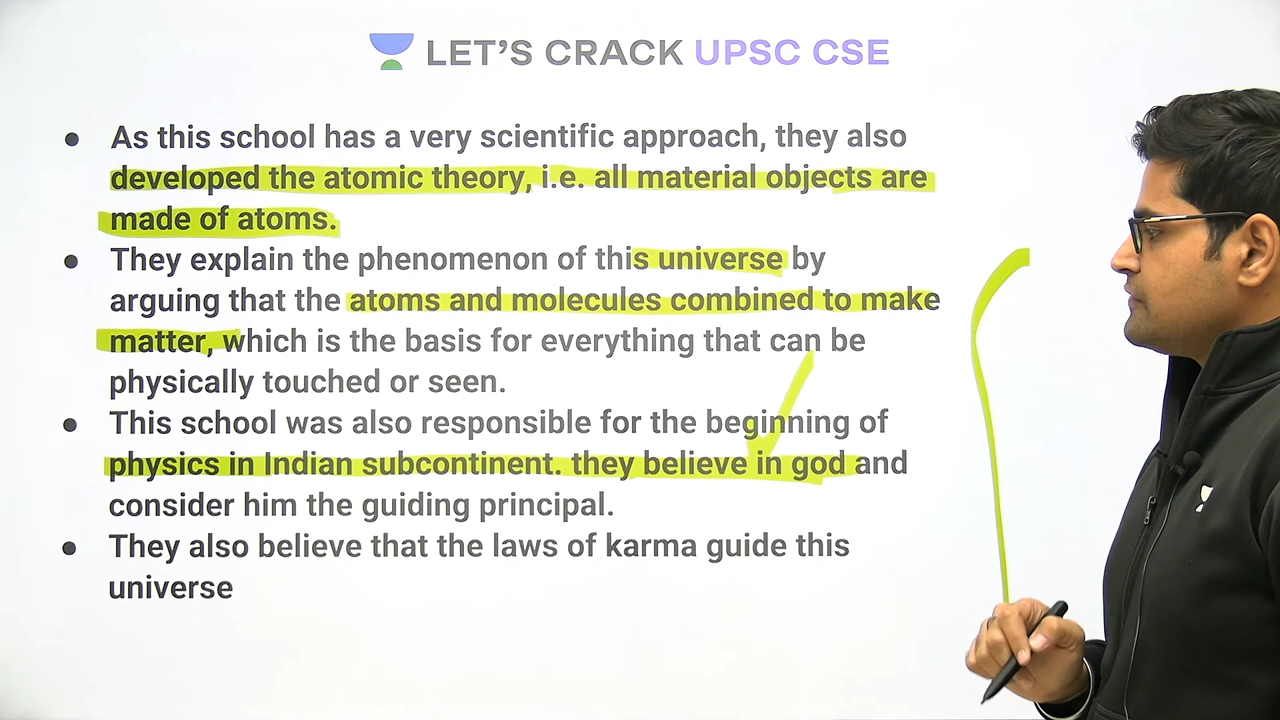 LET'S CRACK UPSC CSE
● As this school has a very scientific approach, they also
developed the atomic theory, i.e. all material objects are
made of atoms.
● They explain the phenomenon of this universe by
arguing that the atoms and molecules combined to make
matter, which is the basis for everything that can be
physically touched or seen.
● This school was also responsible for the beginning of
physics in Indian subcontinent. they believe in god and
consider him the guiding principal.
● They also believe that the laws of karma guide this
universe